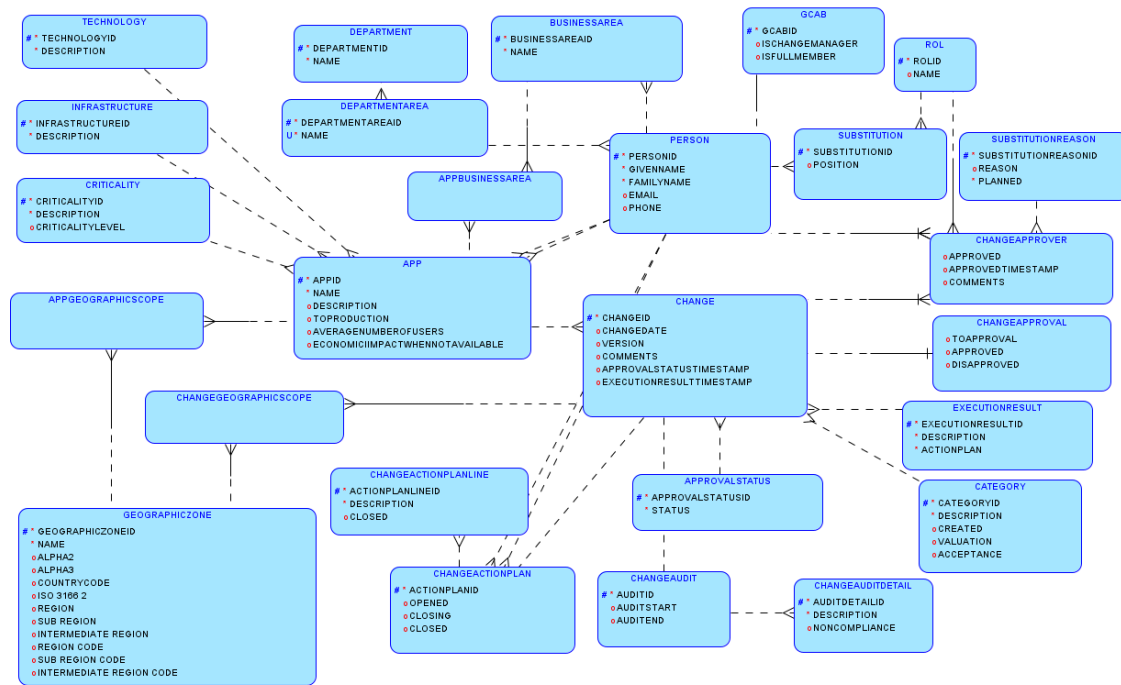 TECHNOLOGY
# * TECHNOLOGYID
* DESCRIPTION
DEPARTMENT
# * DEPARTMENTID
* NAME
BUSINESSAREA
# * BUSINESSAREAID
* NAME
GCAB
# * GCABID
o ISCHANGEMANAGER
o ISFULLMEMBER
ROL
# * ROLID
o NAME
INFRASTRUCTURE
# * INFRASTRUCTUREID
* DESCRIPTION
DEPARTMENTAREA
# * DEPARTMENTAREAID
U * NAME
PERSON
# * PERSONID
* GIVENNAME
* FAMILYNAME
o EMAIL
o PHONE
SUBSTITUTION
# * SUBSTITUTIONID
o POSITION
SUBSTITUTIONREASON
# * SUBSTITUTIONREASONID
o REASON
* PLANNED
CRITICALITY
# * CRITICALITYID
* DESCRIPTION
o CRITICALITYLEVEL
APPBUSINESSAREA
CHANGEAPPROVER
o APPROVED
o APPROVEDTIMESTAMP
o COMMENTS
APP
# * APPID
* NAME
o DESCRIPTION
o TOPRODUCTION
o AVERAGENUMBEROFUSERS
o ECONOMICIIMPACTWHENNOTAVAILABLE
APPGEOGRAPHICSCOPE
CHANGE
# * CHANGEID
o CHANGEDATE
o VERSION
o COMMENTS
o APPROVALSTATUSTIMESTAMP
o EXECUTIONRESULTTIMESTAMP
CHANGEAPPROVAL
o TOAPPROVAL
o APPROVED
o DISAPPROVED
CHANGEGEOGRAPHICSCOPE
EXECUTIONRESULT
# * EXECUTIONRESULTID
* DESCRIPTION
* ACTIONPLAN
CHANGEACTIONPLANLINE
# * ACTIONPLANLINEID
* DESCRIPTION
o CLOSED
APPROVALSTATUS
# * APPROVALSTATUSID
* STATUS
CATEGORY
# * CATEGORYID
* DESCRIPTION
o CREATED
o VALUATION
o ACCEPTANCE
GEOGRAPHICZONE
# * GEOGRAPHICZONEID
* NAME
o ALPHA2
o ALPHA3
o COUNTRYCODE
o ISO 3166 2
o REGION
o SUB REGION
o INTERMEDIATE REGION
o REGION CODE
o SUB REGION CODE
o INTERMEDIATE REGION CODE
CHANGEACTIONPLAN
# * ACTIONPLANID
o OPENED
o CLOSING
o CLOSED
CHANGEAUDIT
# * AUDITID
o AUDITSTART
o AUDITEND
CHANGEAUDITDETAIL
# * AUDITDETAILID
* DESCRIPTION
o NONCOMPLIANCE